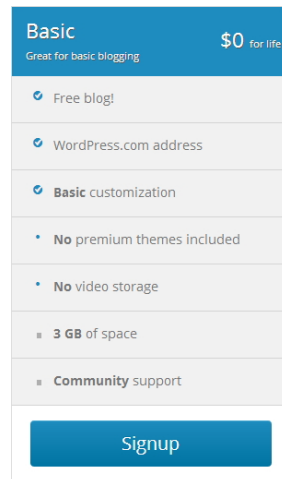 Basic
$0 for life
Great for basic blogging
Free blog!
WordPress.com address
Basic customization
No premium themes included
No video storage
3 GB of space
Community support
Signup